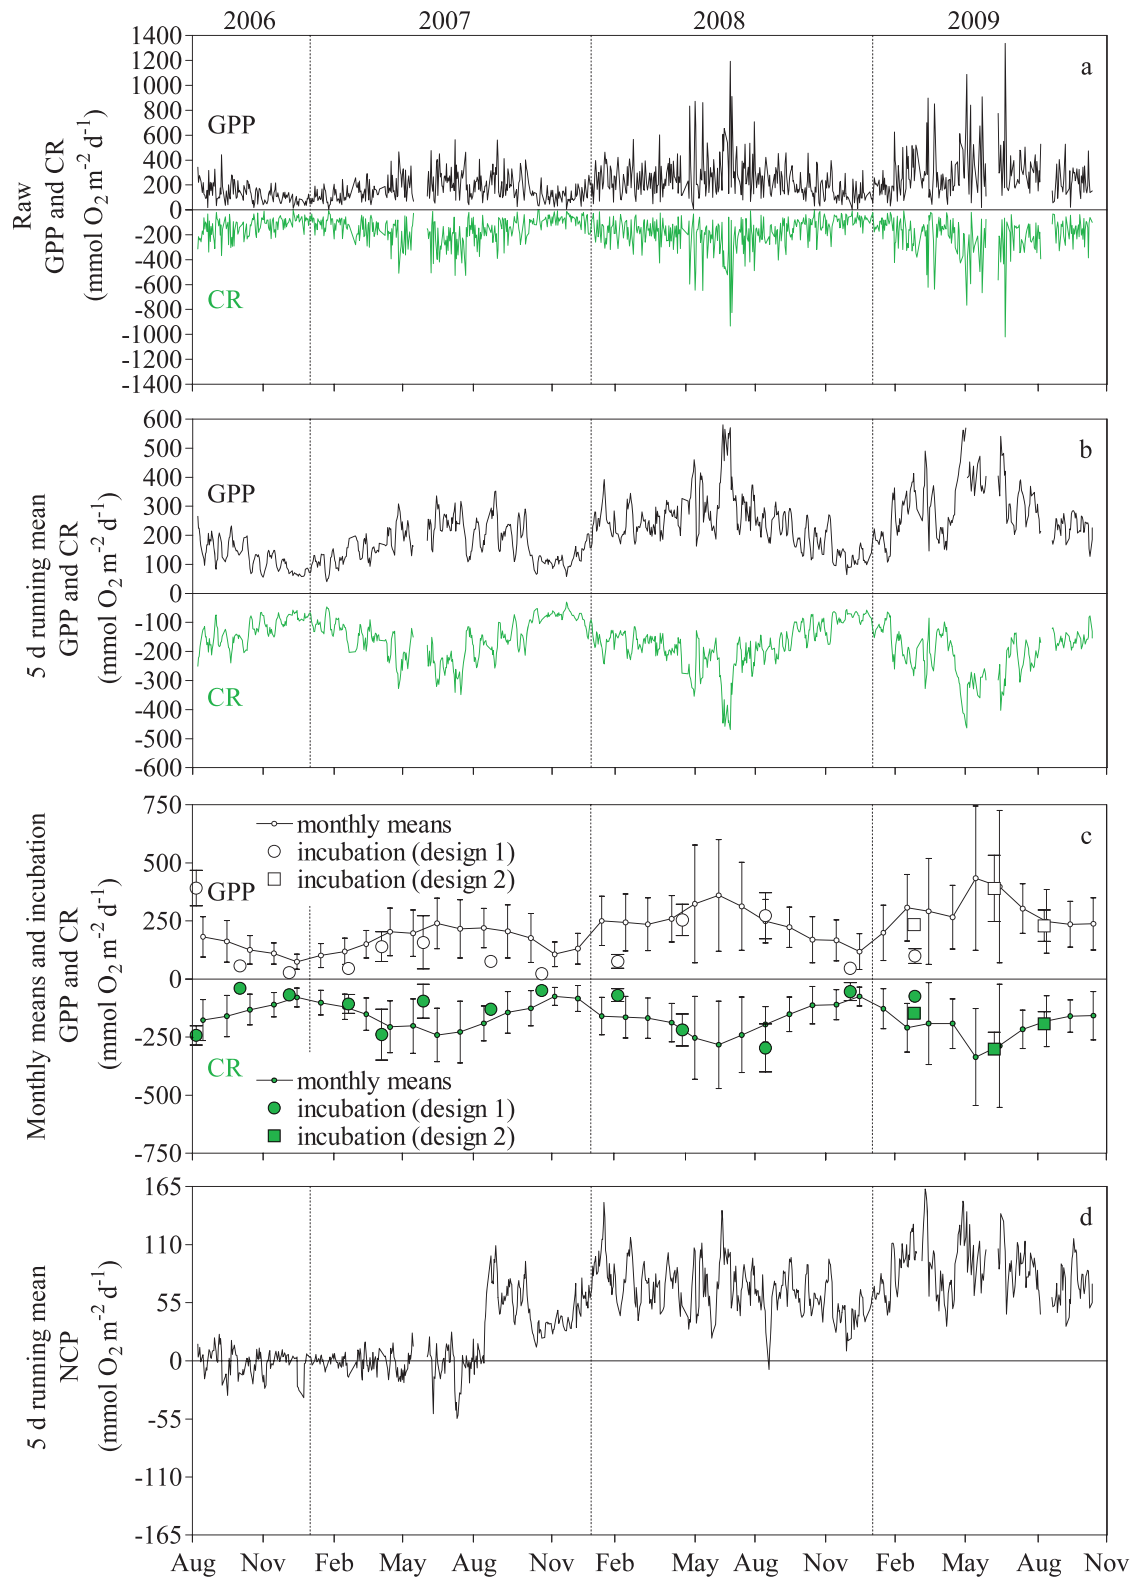 2006 2007 2008 2009
Raw
GPP and CR
(mmol O2 m-2 d-1)
1400
1200
1000
800
600
400
200
0
-200
-400
-600
-800
-1000
-1200
-1400
a
GPP
CR
5 d running mean
GPP and CR
(mmol O2 m-2 d-1)
600
500
400
300
200
100
0
-100
-200
-300
-400
-500
-600
b
GPP
CR
Monthly means and incubation
GPP and CR
(mmol O2 m-2 d-1)
750
500
250
0
-250
-500
-750
c
monthly means
incubation (design 1)
incubation (design 2)
GPP
CR
monthly means
incubation (design 1)
incubation (design 2)
5 d running mean
NCP
(mmol O2 m-2 d-1)
165
110
55
0
-55
-110
-165
d
Aug Nov Feb May Aug Nov Feb May Aug Nov Feb May Aug Nov